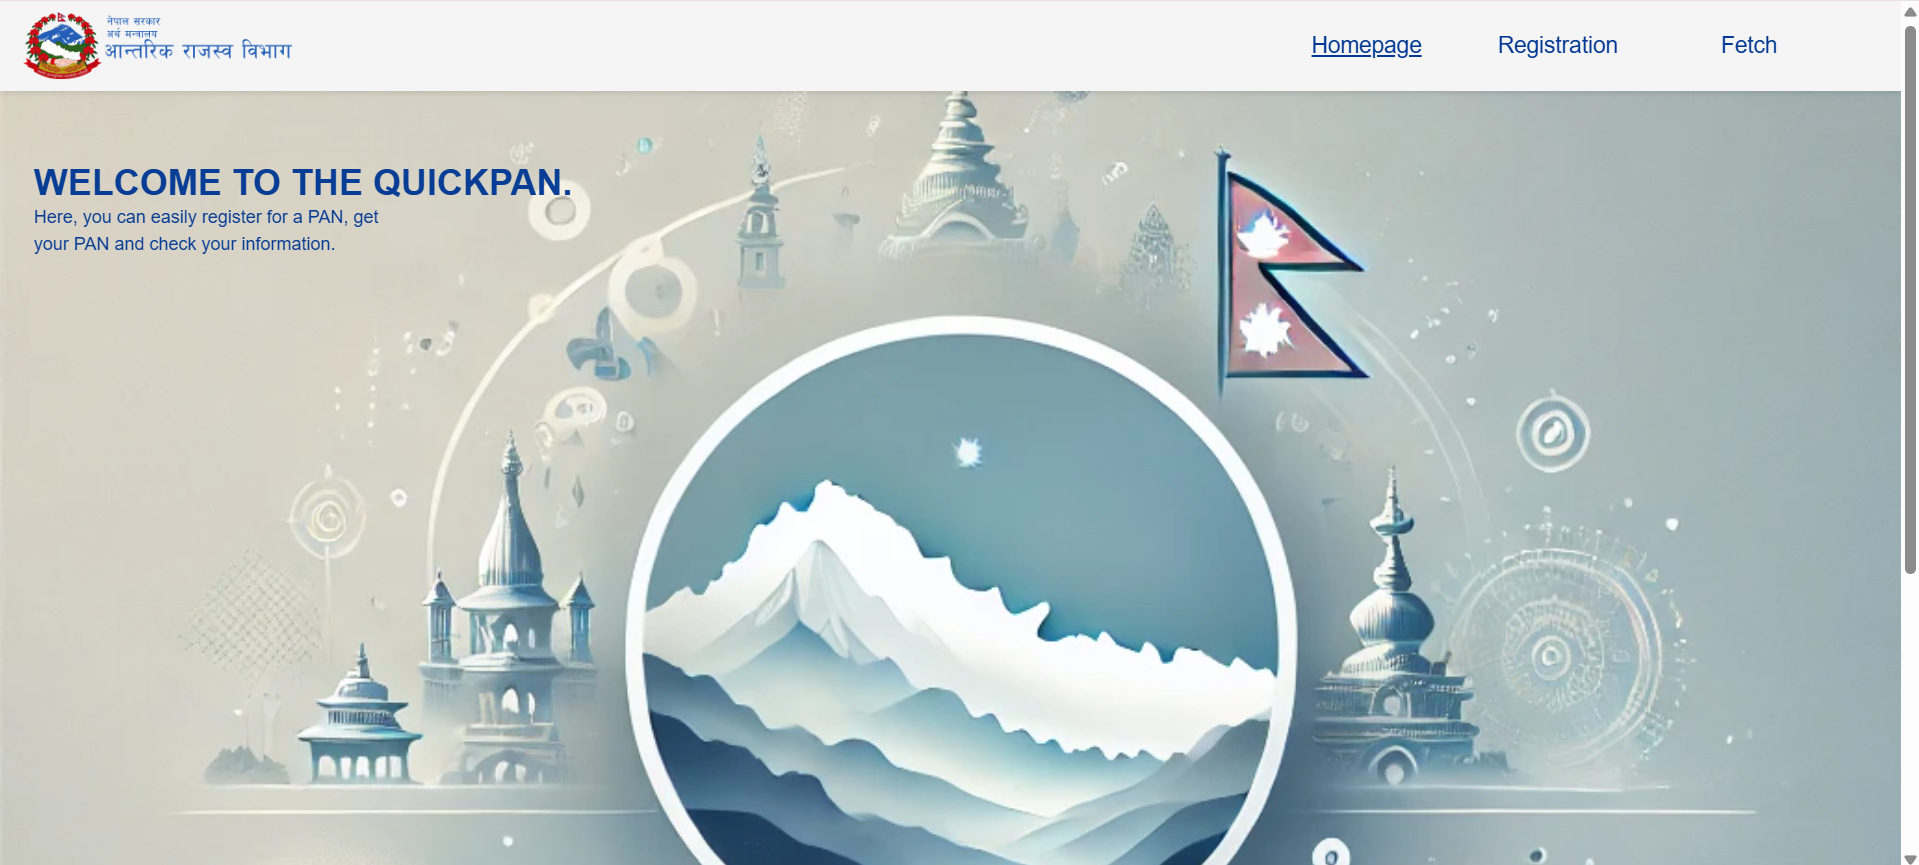 नेपाल सरकार
अर्थ मन्त्रालय
आन्तरिक राजस्व विभाग
Homepage
Registration
Fetch
WELCOME TO THE QUICKPAN.
Here, you can easily register for a PAN, get
your PAN and check your information.